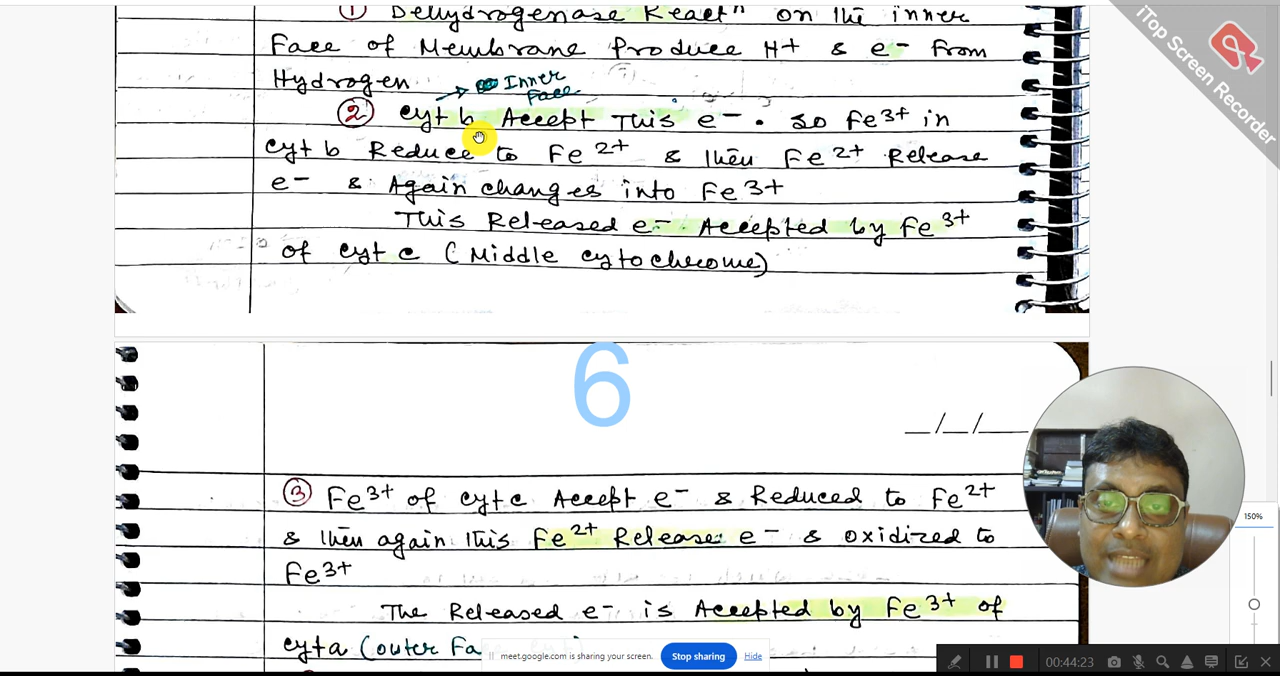 ① Dehydrogenase Reactⁿ on the inner
Face of Membrane Produce H+ & e- from
Hydrogen
→ Inner
Face
② cyt b Accept This e-. So Fe3+ in
cyt b Reduce to Fe2+ & then Fe2+ Release
e- & Again changes into Fe3+
This Released e- Accepted by Fe3+
of cyt c (Middle cytochrome)
6
_/_/_
③ Fe3+ of cyt c Accept e- & Reduced to Fe2+
& then again this Fe2+ Release e- & oxidized to
Fe3+
The Released e- is Accepted by Fe3+ of
cyta (outer Fa
iTop Screen Recorder
150%
meet.google.com is sharing your screen.
Stop sharing
Hide
00:44:23